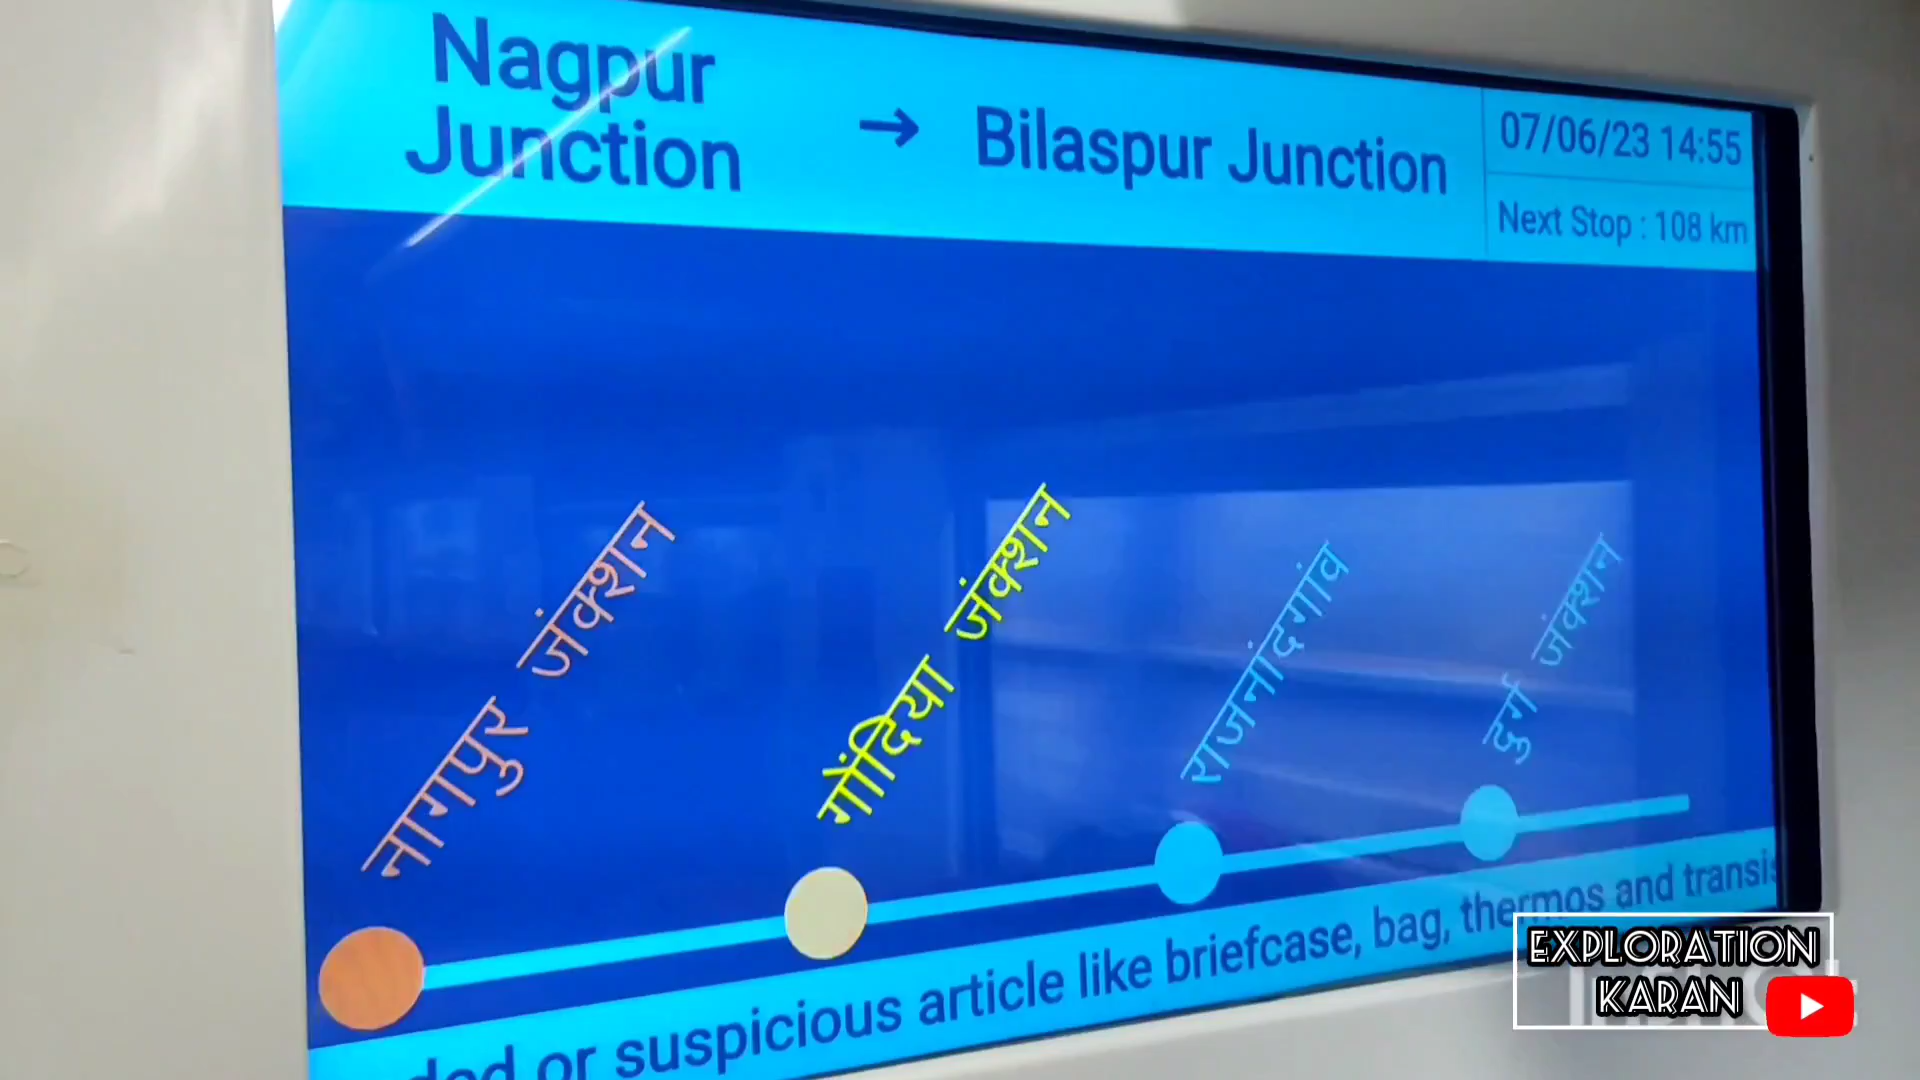 Nagpur
Junction
→
Bilaspur Junction
07/06/23 14:55
Next Stop : 108 km
नागपुर जंक्शन
गोंदिया जंक्शन
राजनांदगांव
दुर्ग जंक्शन
or suspicious article like briefcase, bag, thermos and
EXPLORATION
KARAN